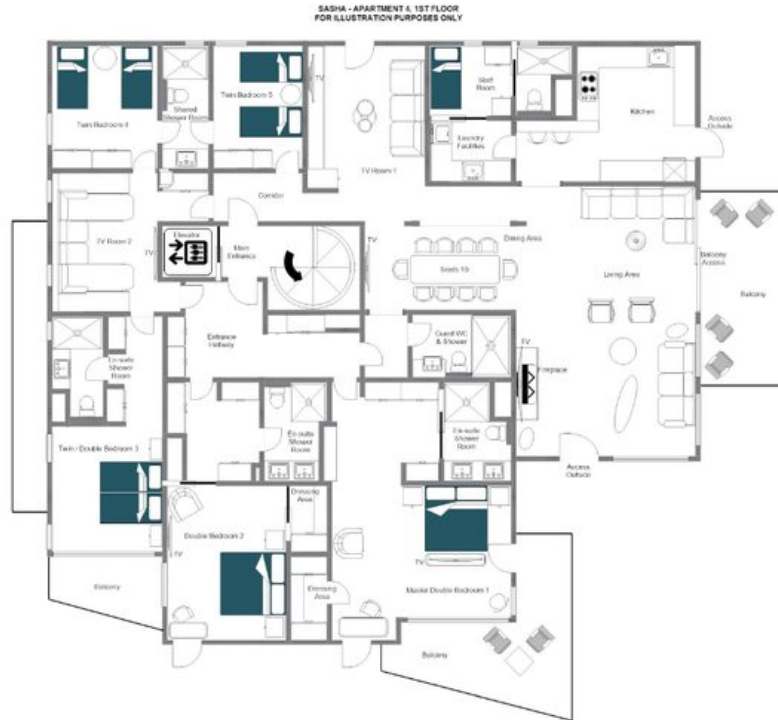 SASHA - APARTMENT 4, 1ST FLOOR
FOR ILLUSTRATION PURPOSES ONLY
Twin Bedroom 4
Shared
Shower Room
Twin Bedroom 5
TV
TV Room 1
Staff
Room
Laundry
Facilities
Kitchen
Access
Outside
Corridor
TV Room 2
TV
Elevator
Main
Entrance
TV
Dining Area
Seats 10
Living Area
Balcony
Access
Balcony
Entrance
Hallway
Guest WC
& Shower
TV
Fireplace
En-suite
Shower
Room
En-suite
Shower
Room
En-suite
Shower
Room
Twin / Double Bedroom 3
Access
Outside
Dressing
Area
Double Bedroom 2
TV
TV
Dressing
Area
Master Double Bedroom 1
Balcony
Balcony